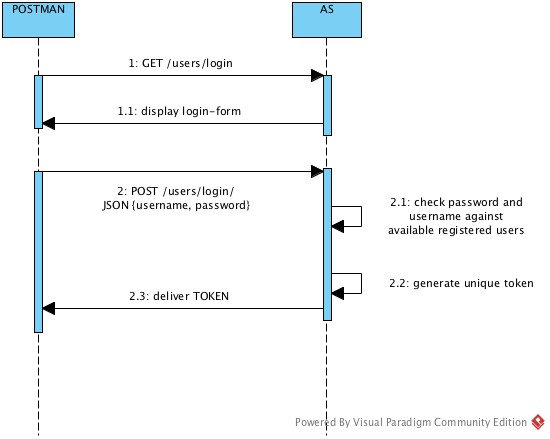 POSTMAN
AS
1: GET /users/login
1.1: display login-form
2: POST /users/login/
JSON {username, password}
2.1: check password and
username against
available registered users
2.2: generate unique token
2.3: deliver TOKEN
Powered By Visual Paradigm Community Edition